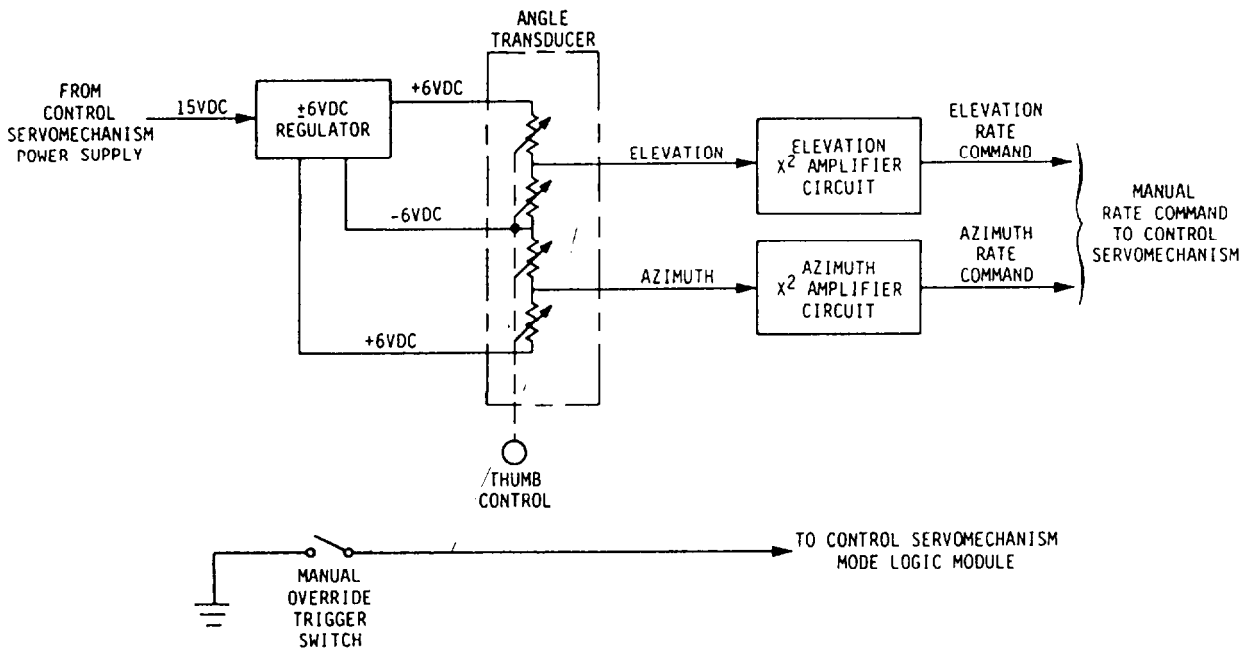 ANGLE
TRANSDUCER
FROM
CONTROL
SERVOMECHANISM
POWER SUPPLY
15VDC
±6VDC
REGULATOR
+6VDC
-6VDC
+6VDC
ELEVATION
AZIMUTH
ELEVATION
X² AMPLIFIER
CIRCUIT
AZIMUTH
X² AMPLIFIER
CIRCUIT
ELEVATION
RATE
COMMAND
AZIMUTH
RATE
COMMAND
MANUAL
RATE COMMAND
TO CONTROL
SERVOMECHANISM
THUMB
CONTROL
MANUAL
OVERRIDE
TRIGGER
SWITCH
TO CONTROL SERVOMECHANISM
MODE LOGIC MODULE